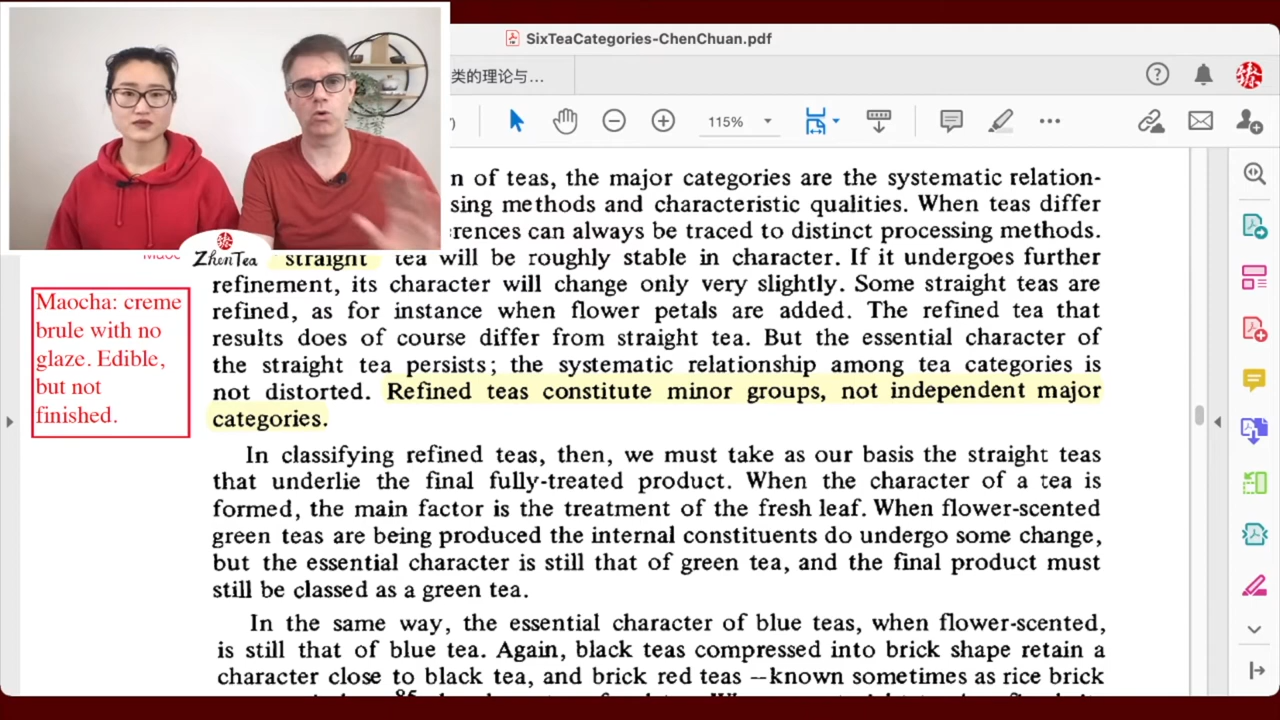 SixTeaCategories-ChenChuan.pdf
类的理论与...
115%
n of teas, the major categories are the systematic relation-
sing methods and characteristic qualities. When teas differ
rences can always be traced to distinct processing methods.
ZhenTea
straight tea will be roughly stable in character. If it undergoes further
refinement, its character will change only very slightly. Some straight teas are
refined, as for instance when flower petals are added. The refined tea that
results does of course differ from straight tea. But the essential character of
the straight tea persists; the systematic relationship among tea categories is
not distorted. Refined teas constitute minor groups, not independent major
categories.
Maocha: creme
brule with no
glaze. Edible,
but not
finished.
In classifying refined teas, then, we must take as our basis the straight teas
that underlie the final fully-treated product. When the character of a tea is
formed, the main factor is the treatment of the fresh leaf. When flower-scented
green teas are being produced the internal constituents do undergo some change,
but the essential character is still that of green tea, and the final product must
still be classed as a green tea.
In the same way, the essential character of blue teas, when flower-scented,
is still that of blue tea. Again, black teas compressed into brick shape retain a
character close to black tea, and brick red teas --known sometimes as rice brick